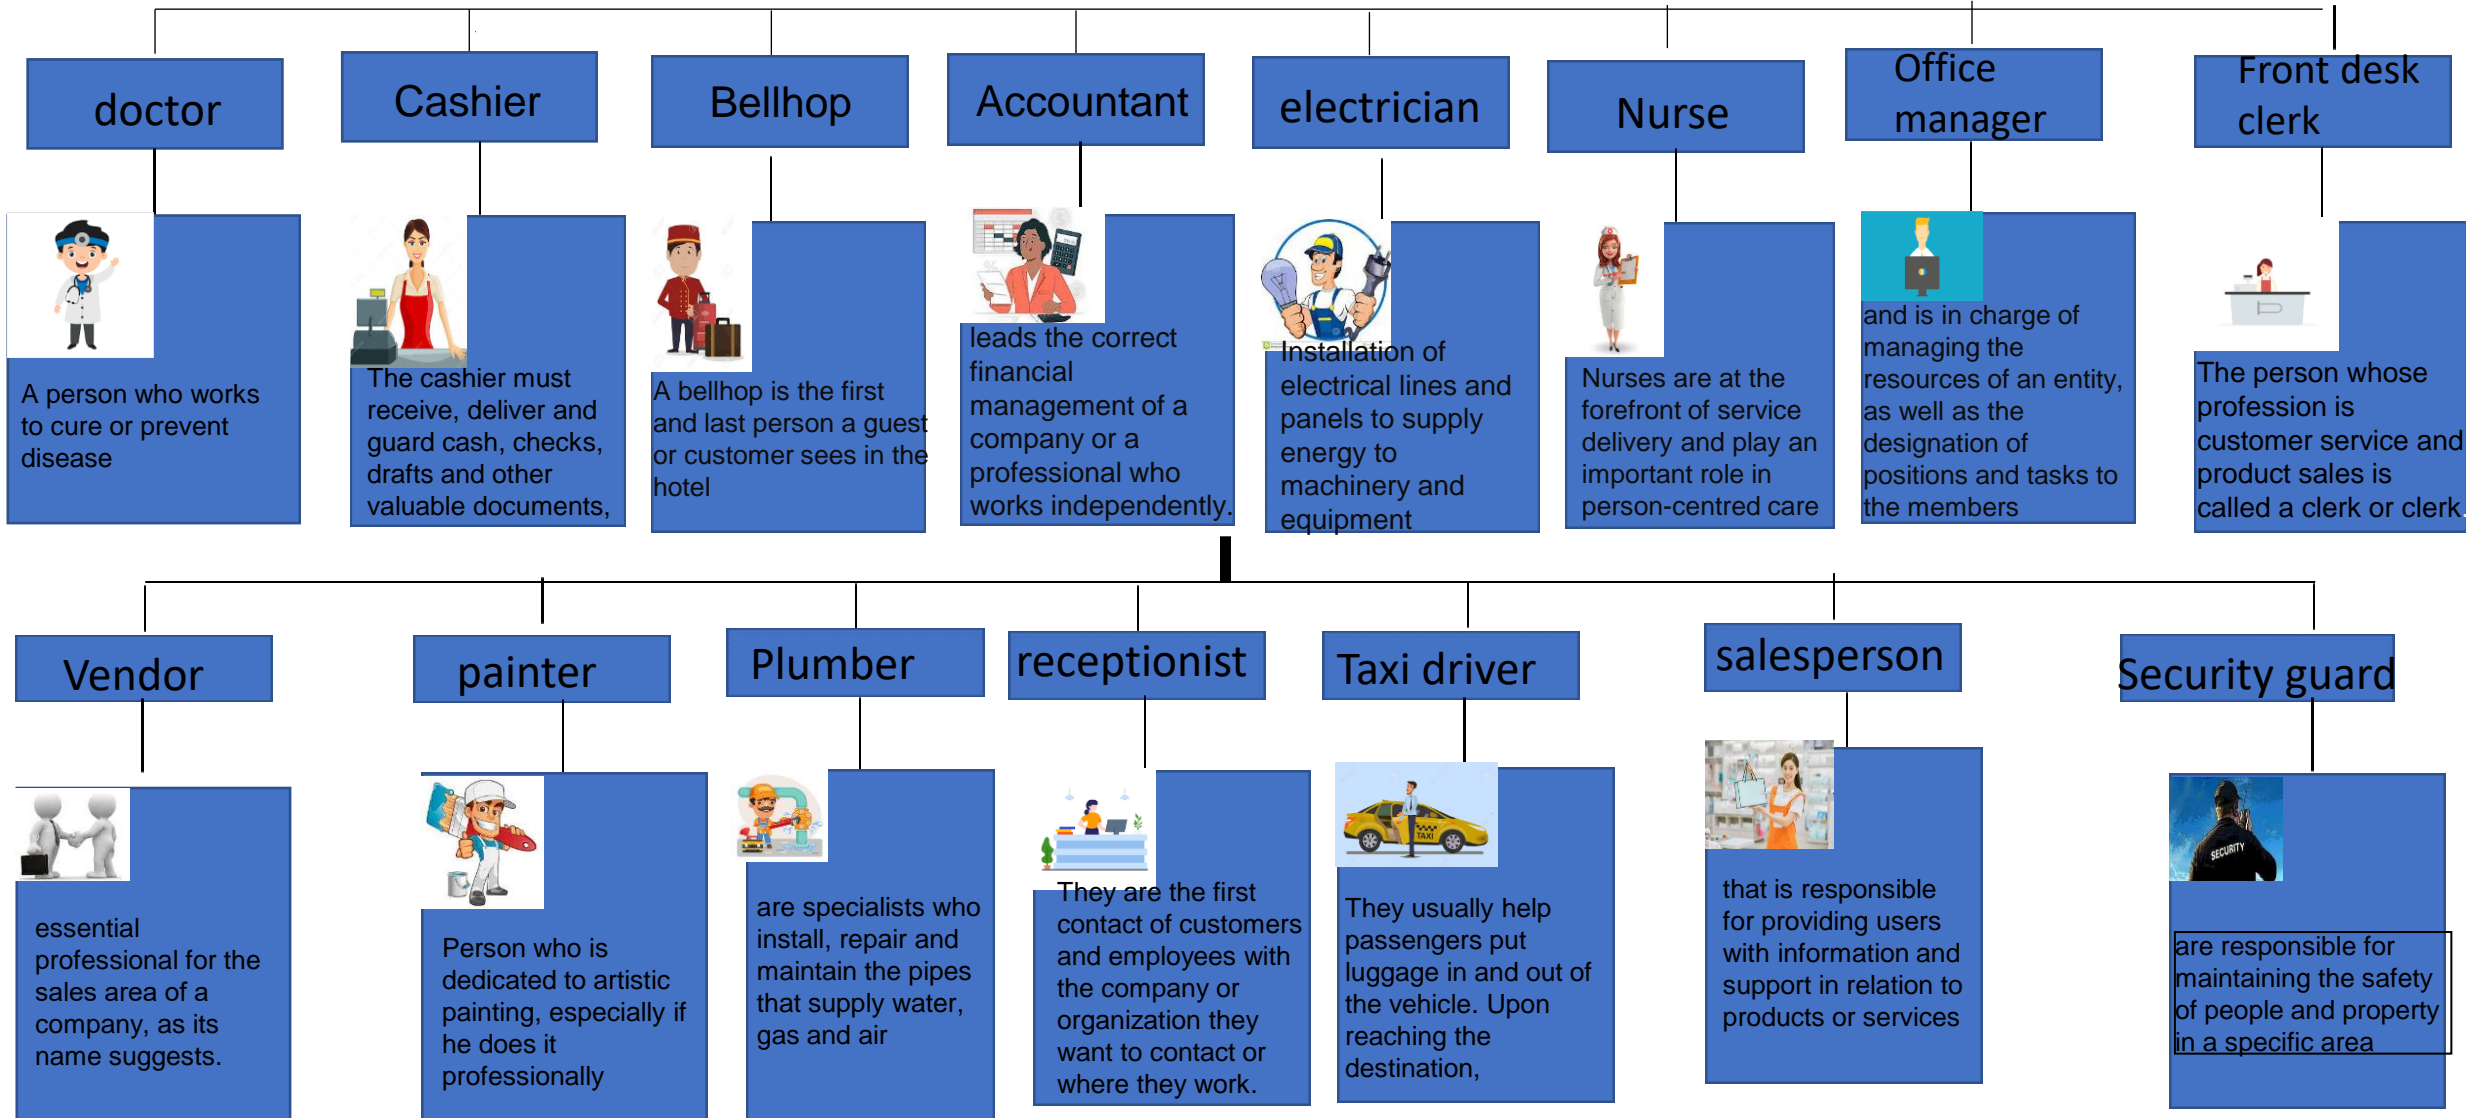 doctor
Cashier
Bellhop
Accountant
electrician
Nurse
Office
manager
Front desk
clerk
A person who works
to cure or prevent
disease
The cashier must
receive, deliver and
guard cash, checks,
drafts and other
valuable documents,
A bellhop is the first
and last person a guest
or customer sees in the
hotel
leads the correct
financial
management of a
company or a
professional who
works independently.
Installation of
electrical lines and
panels to supply
energy to
machinery and
equipment
Nurses are at the
forefront of service
delivery and play an
important role in
person-centred care
and is in charge of
managing the
resources of an entity,
as well as the
designation of
positions and tasks to
the members
The person whose
profession is
customer service and
product sales is
called a clerk or clerk.
Vendor
painter
Plumber
receptionist
Taxi driver
salesperson
Security guard
essential
professional for the
sales area of a
company, as its
name suggests.
Person who is
dedicated to artistic
painting, especially if
he does it
professionally
are specialists who
install, repair and
maintain the pipes
that supply water,
gas and air
They are the first
contact of customers
and employees with
the company or
organization they
want to contact or
where they work.
TAXI
They usually help
passengers put
luggage in and out of
the vehicle. Upon
reaching the
destination,
that is responsible
for providing users
with information and
support in relation to
products or services
SECURITY
are responsible for
maintaining the safety
of people and property
in a specific area